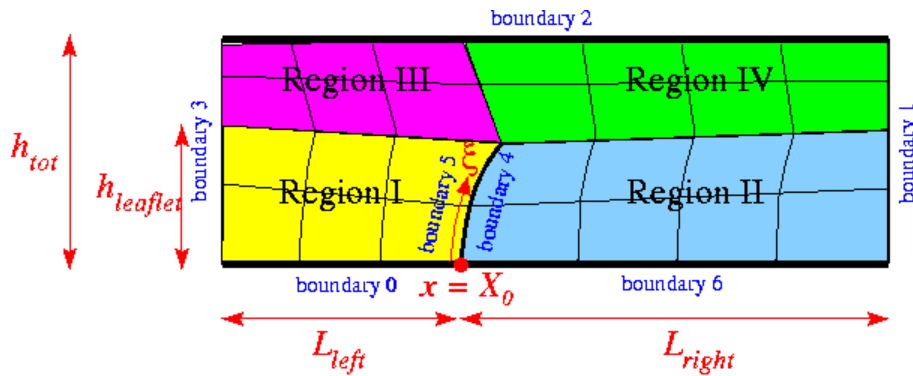 boundary 2
h_tot
boundary 3
h_leaflet
Region III
Region IV
boundary 1
Region I
boundary 5
ξ
boundary 4
Region II
boundary 0
x = X_0
boundary 6
L_left
L_right